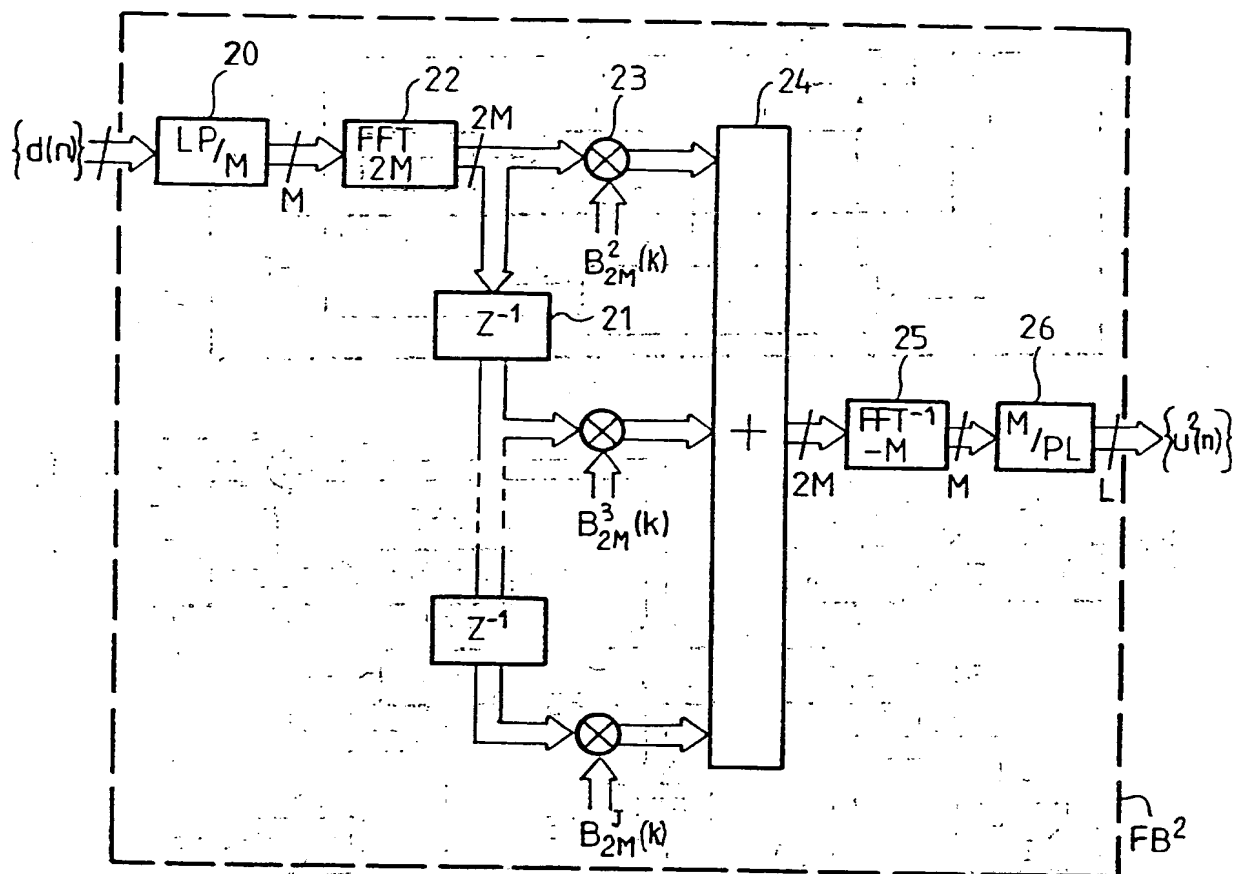 20
22
23
24
{d(n)}
LP/M
M
FFT
2M
2M
B²₂M(k)
Z⁻¹
21
25
26
+
2M
FFT⁻¹
-M
M
M/PL
L
{u²(n)}
B³₂M(k)
Z⁻¹
Bᴶ₂M(k)
FB²